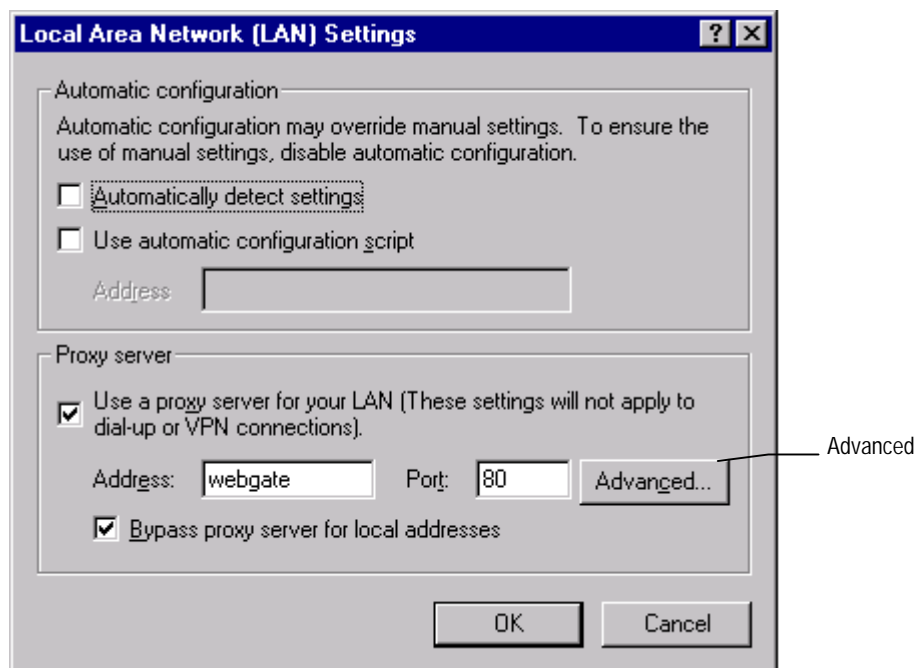 Local Area Network (LAN) Settings
Automatic configuration
Automatic configuration may override manual settings. To ensure the
use of manual settings, disable automatic configuration.
Automatically detect settings
Use automatic configuration script
Address
Proxy server
Use a proxy server for your LAN (These settings will not apply to
dial-up or VPN connections).
Address: webgate Port: 80 Advanced...
Advanced
Bypass proxy server for local addresses
OK Cancel